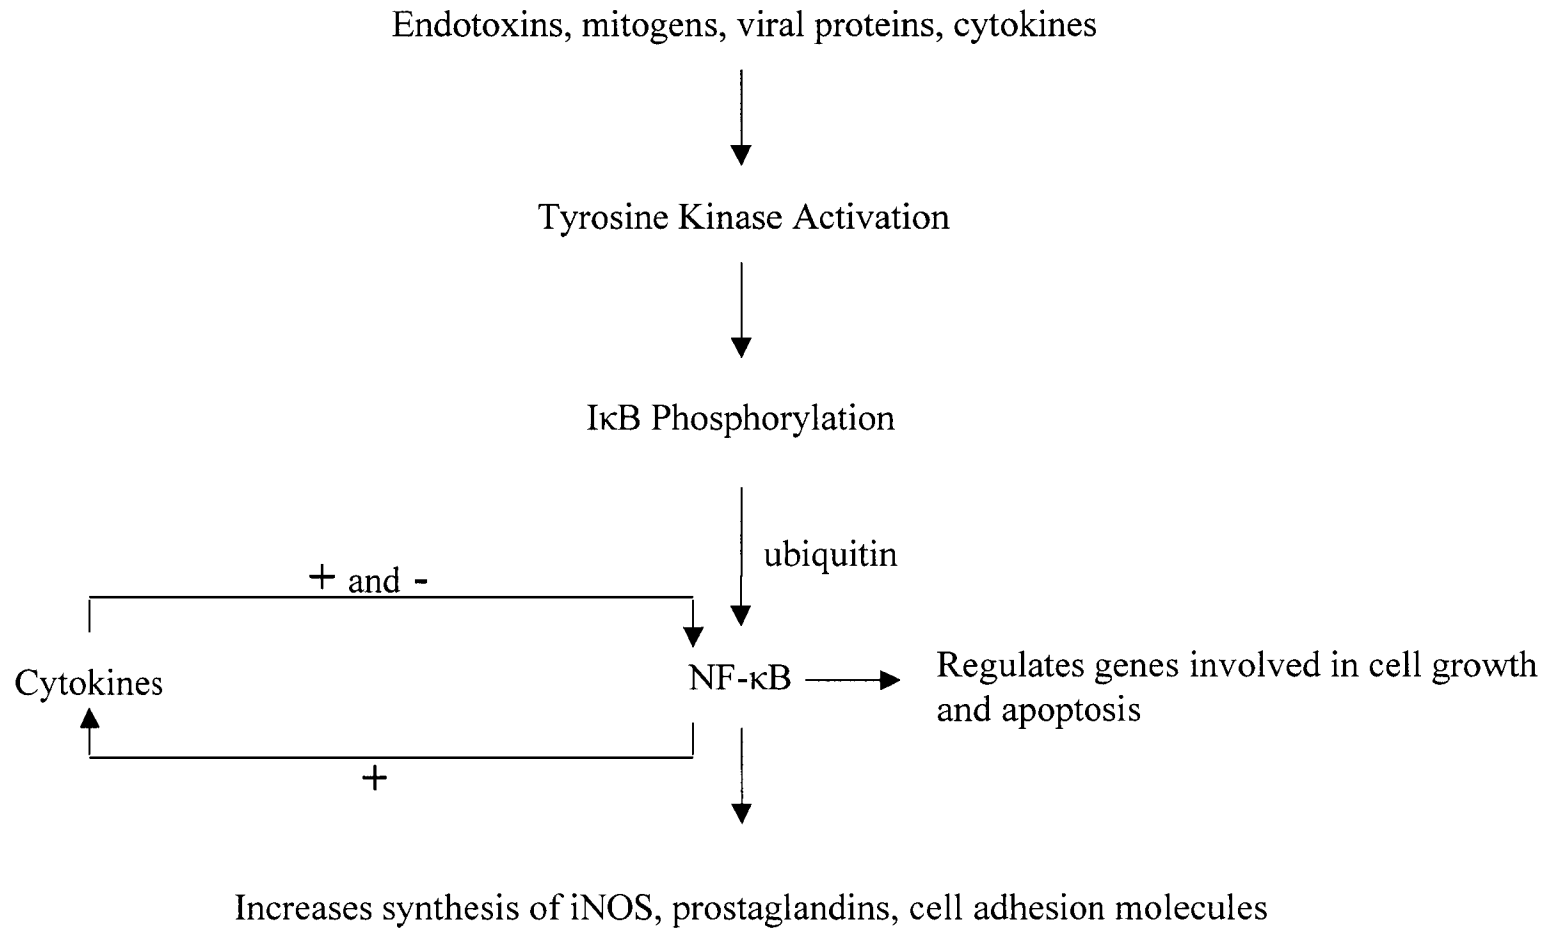 Endotoxins, mitogens, viral proteins, cytokines
Tyrosine Kinase Activation
IκB Phosphorylation
ubiquitin
+ and -
Cytokines
NF-κB
Regulates genes involved in cell growth
and apoptosis
+
Increases synthesis of iNOS, prostaglandins, cell adhesion molecules